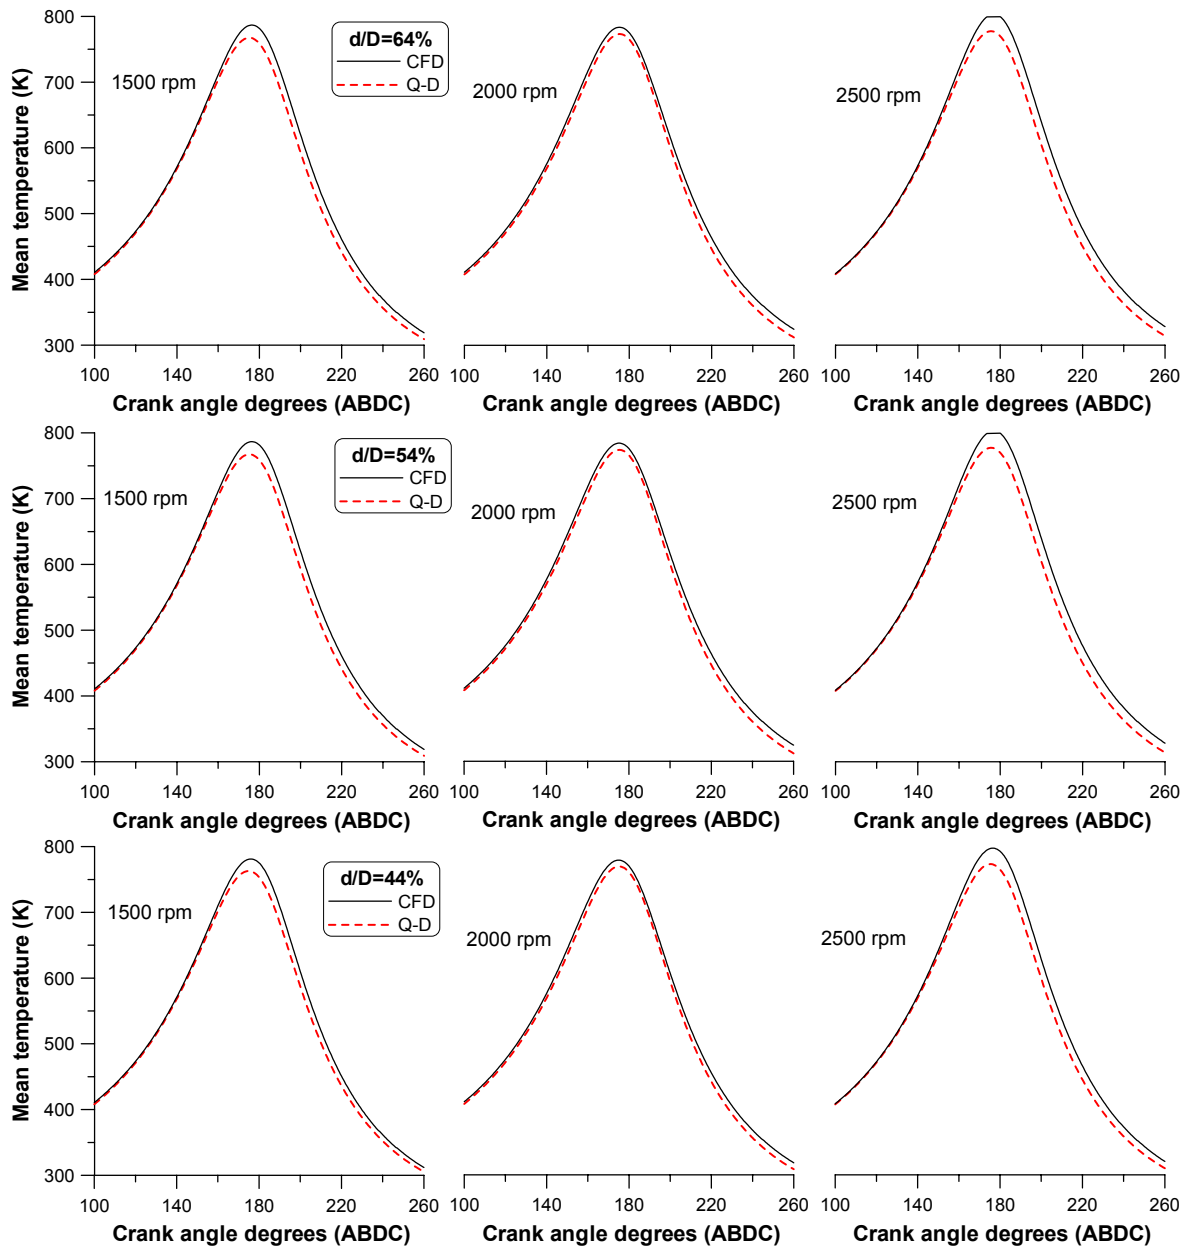 800
700
600
500
400
300
Mean temperature (K)
1500 rpm
d/D=64%
CFD
Q-D
2000 rpm
2500 rpm
100 140 180 220 260
100 140 180 220 260
100 140 180 220 260
Crank angle degrees (ABDC)
Crank angle degrees (ABDC)
Crank angle degrees (ABDC)
800
700
600
500
400
300
Mean temperature (K)
1500 rpm
d/D=54%
CFD
Q-D
2000 rpm
2500 rpm
100 140 180 220 260
100 140 180 220 260
100 140 180 220 260
Crank angle degrees (ABDC)
Crank angle degrees (ABDC)
Crank angle degrees (ABDC)
800
700
600
500
400
300
Mean temperature (K)
1500 rpm
d/D=44%
CFD
Q-D
2000 rpm
2500 rpm
100 140 180 220 260
100 140 180 220 260
100 140 180 220 260
Crank angle degrees (ABDC)
Crank angle degrees (ABDC)
Crank angle degrees (ABDC)